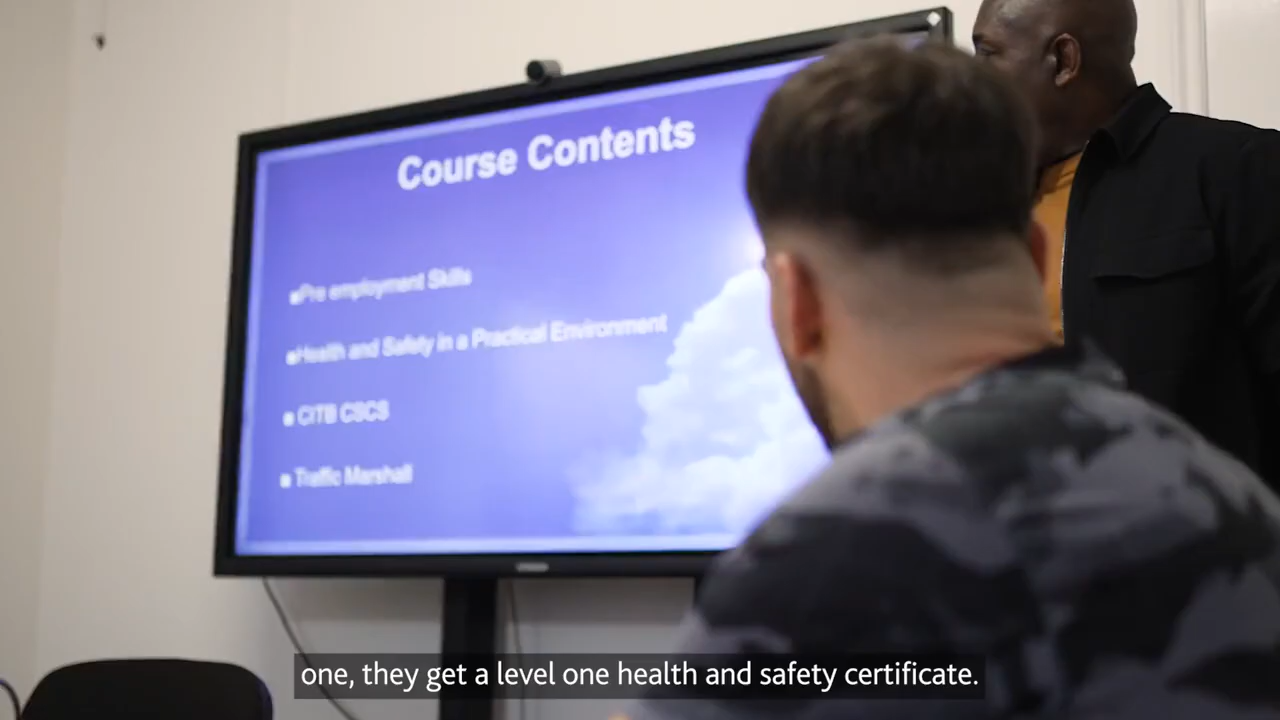 Course Contents
Pre employment Skills
Health and Safety in a Practical Environment
CITB CSCS
Traffic Marshall
one, they get a level one health and safety certificate.